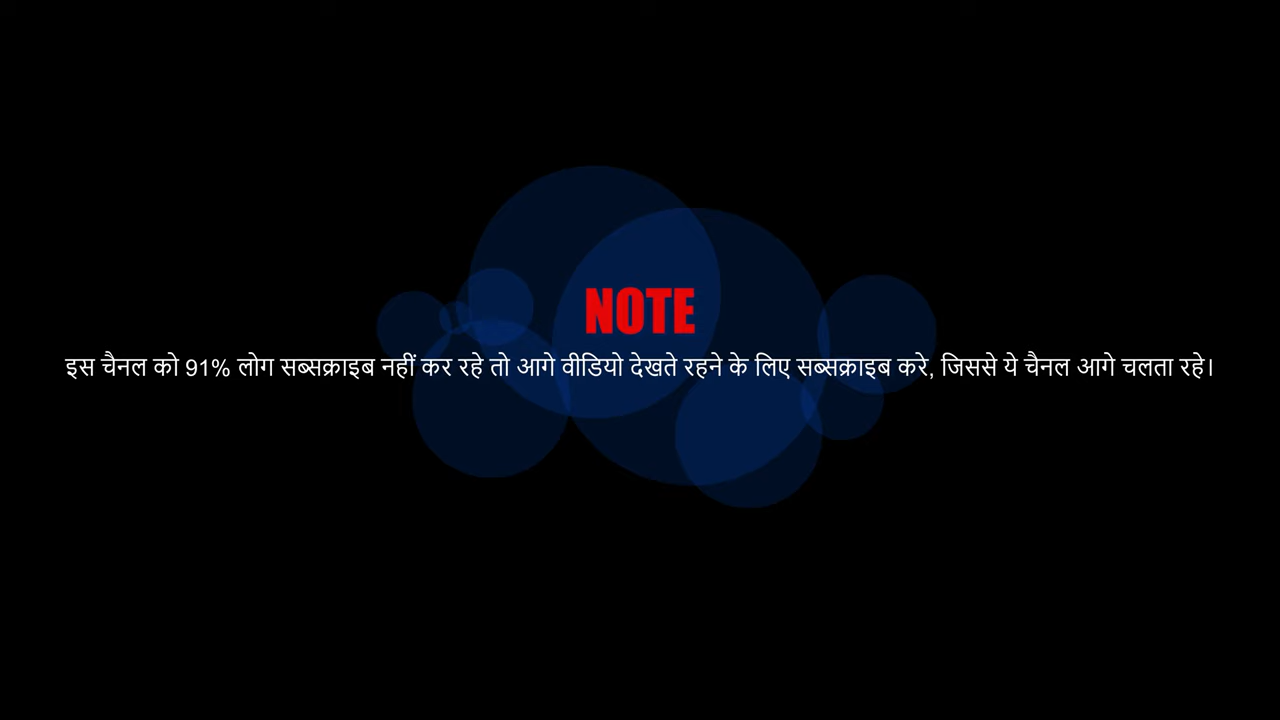 NOTE
इस चैनल को 91% लोग सब्सक्राइब नहीं कर रहे तो आगे वीडियो देखते रहने के लिए सब्सक्राइब करे, जिससे ये चैनल आगे चलता रहे।